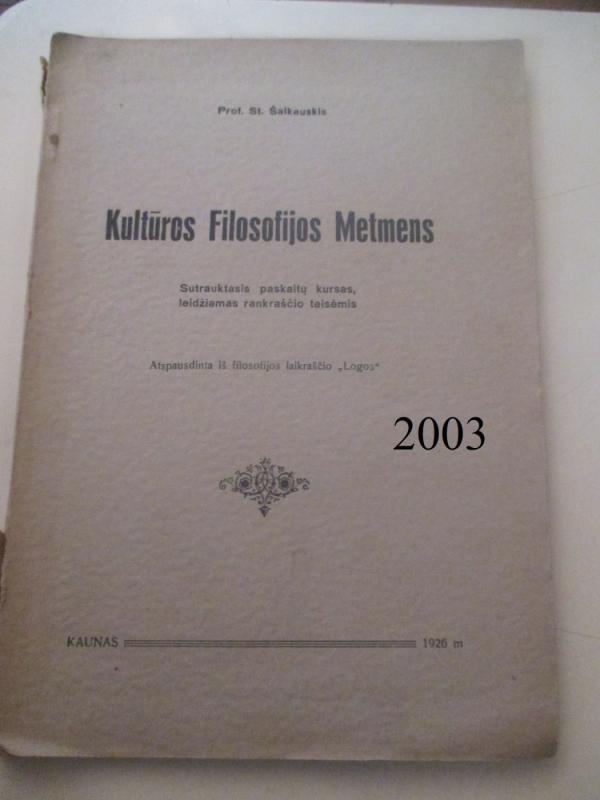 Prof. St. Šalkauskis
Kultūros Filosofijos Metmens
Sutrauktasis paskaitų kursas,
leidžiamas rankraščio teisėmis
Atspausdinta iš filosofijos laikraščio „Logos“
2003
KAUNAS 1926 m